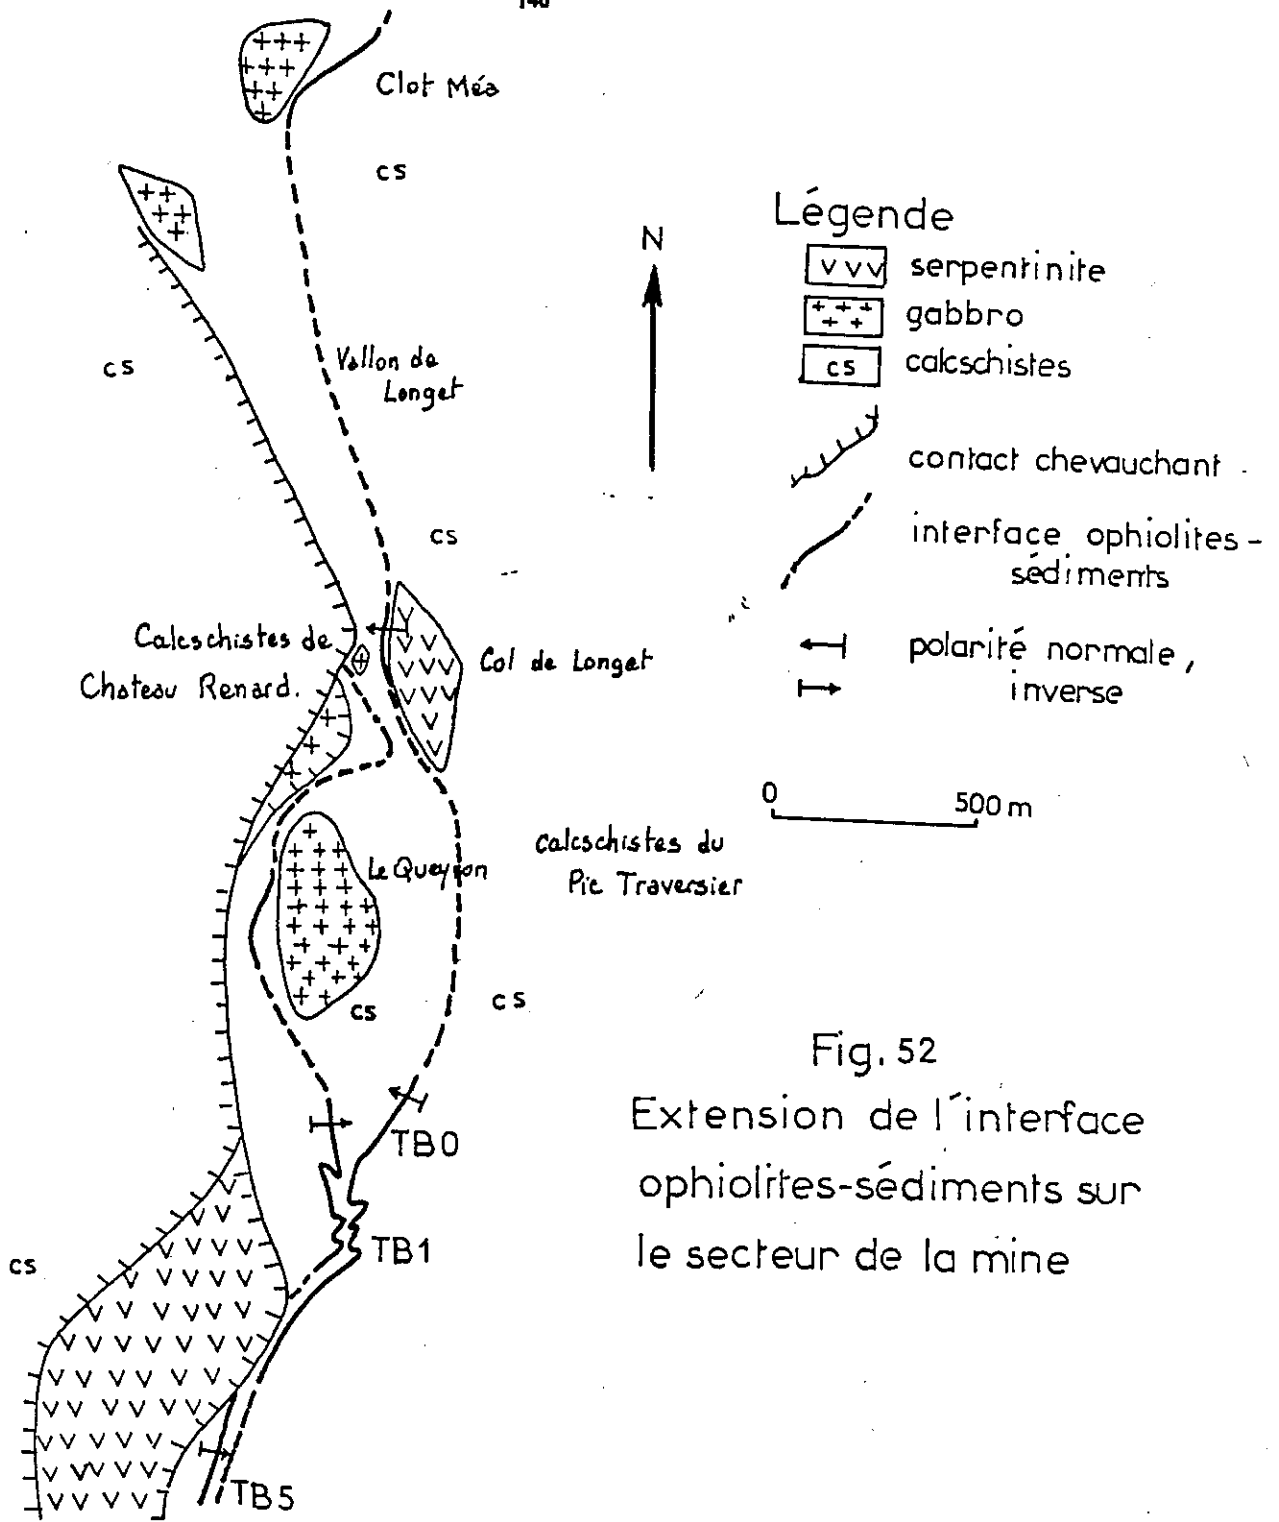 140
Clot Méa
cs
cs
Vallon de
Longet
cs
Calcschistes de
Chateau Renard.
Col de Longet
Le Queyron
Calcschistes du
Pic Traversier
cs
cs
TB0
TB1
cs
TB5
N
Légende
serpentinite
gabbro
cs calcschistes
contact chevauchant
interface ophiolites-
sédiments
polarité normale,
inverse
0 500 m
Fig. 52
Extension de l'interface
ophiolites-sédiments sur
le secteur de la mine